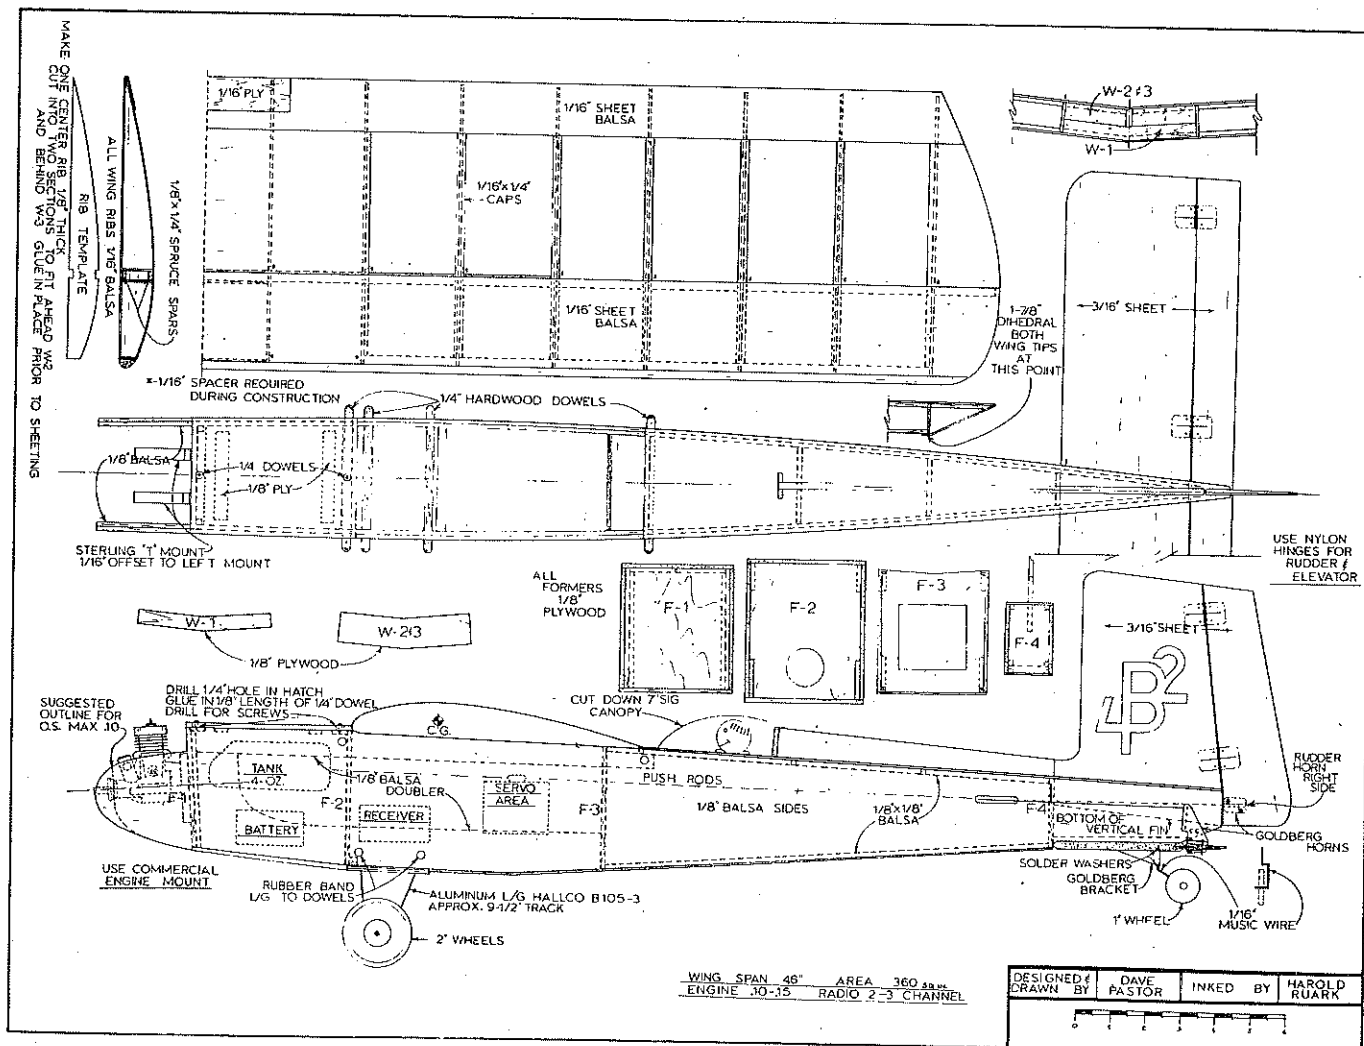 MAKE ONE CENTER RIB 1/8" THICK
CUT INTO TWO SECTIONS TO FIT AHEAD W2
AND BEHIND W-3 GLUE IN PLACE PRIOR TO SHEETING
RIB TEMPLATE
ALL WING RIBS 1/16" BALSA
1/8"x1/4" SPRUCE SPARS
1/16" PLY
1/16" SHEET
BALSA
1/16"x1/4"
CAPS
1/16" SHEET
BALSA
W-2&3
W-1
3/16" SHEET
1-7/8"
DIHEDRAL
BOTH
WING TIPS
AT
THIS POINT
*-1/16" SPACER REQUIRED
DURING CONSTRUCTION
1/4" HARDWOOD DOWELS
1/8" BALSA
1/4 DOWELS
1/8" PLY
STERLING "T" MOUNT
1/16" OFFSET TO LEFT MOUNT
USE NYLON
HINGES FOR
RUDDER &
ELEVATOR
ALL
FORMERS
1/8"
PLYWOOD
F-1
F-2
F-3
F-4
W-1
W-2&3
1/8" PLYWOOD
3/16" SHEET
4B2
SUGGESTED
OUTLINE FOR
O.S. MAX .10
DRILL 1/4" HOLE IN HATCH
GLUE IN 1/8" LENGTH OF 1/4" DOWEL
DRILL FOR SCREWS
CUT DOWN 7" SIG
CANOPY
C.G.
TANK
4-OZ.
F-1
F-2
1/8" BALSA
DOUBLER
SERVO
AREA
F-3
PUSH RODS
1/8" BALSA SIDES
1/8"x1/8"
BALSA
F-4
BATTERY
RECEIVER
BOTTOM OF
VERTICAL FIN
RUDDER
HORN
RIGHT
SIDE
GOLDBERG
HORNS
USE COMMERCIAL
ENGINE MOUNT
RUBBER BAND
L/G TO DOWELS
ALUMINUM L/G HALLCO B105-3
APPROX. 9-1/2" TRACK
2" WHEELS
SOLDER WASHERS
GOLDBERG
BRACKET
1" WHEEL
1/16"
MUSIC WIRE
WING SPAN 46" AREA 360 SQ. IN.
ENGINE .10-.15 RADIO 2-3 CHANNEL
DESIGNED & DRAWN BY
DAVE PASTOR
INKED BY
HAROLD RUARK